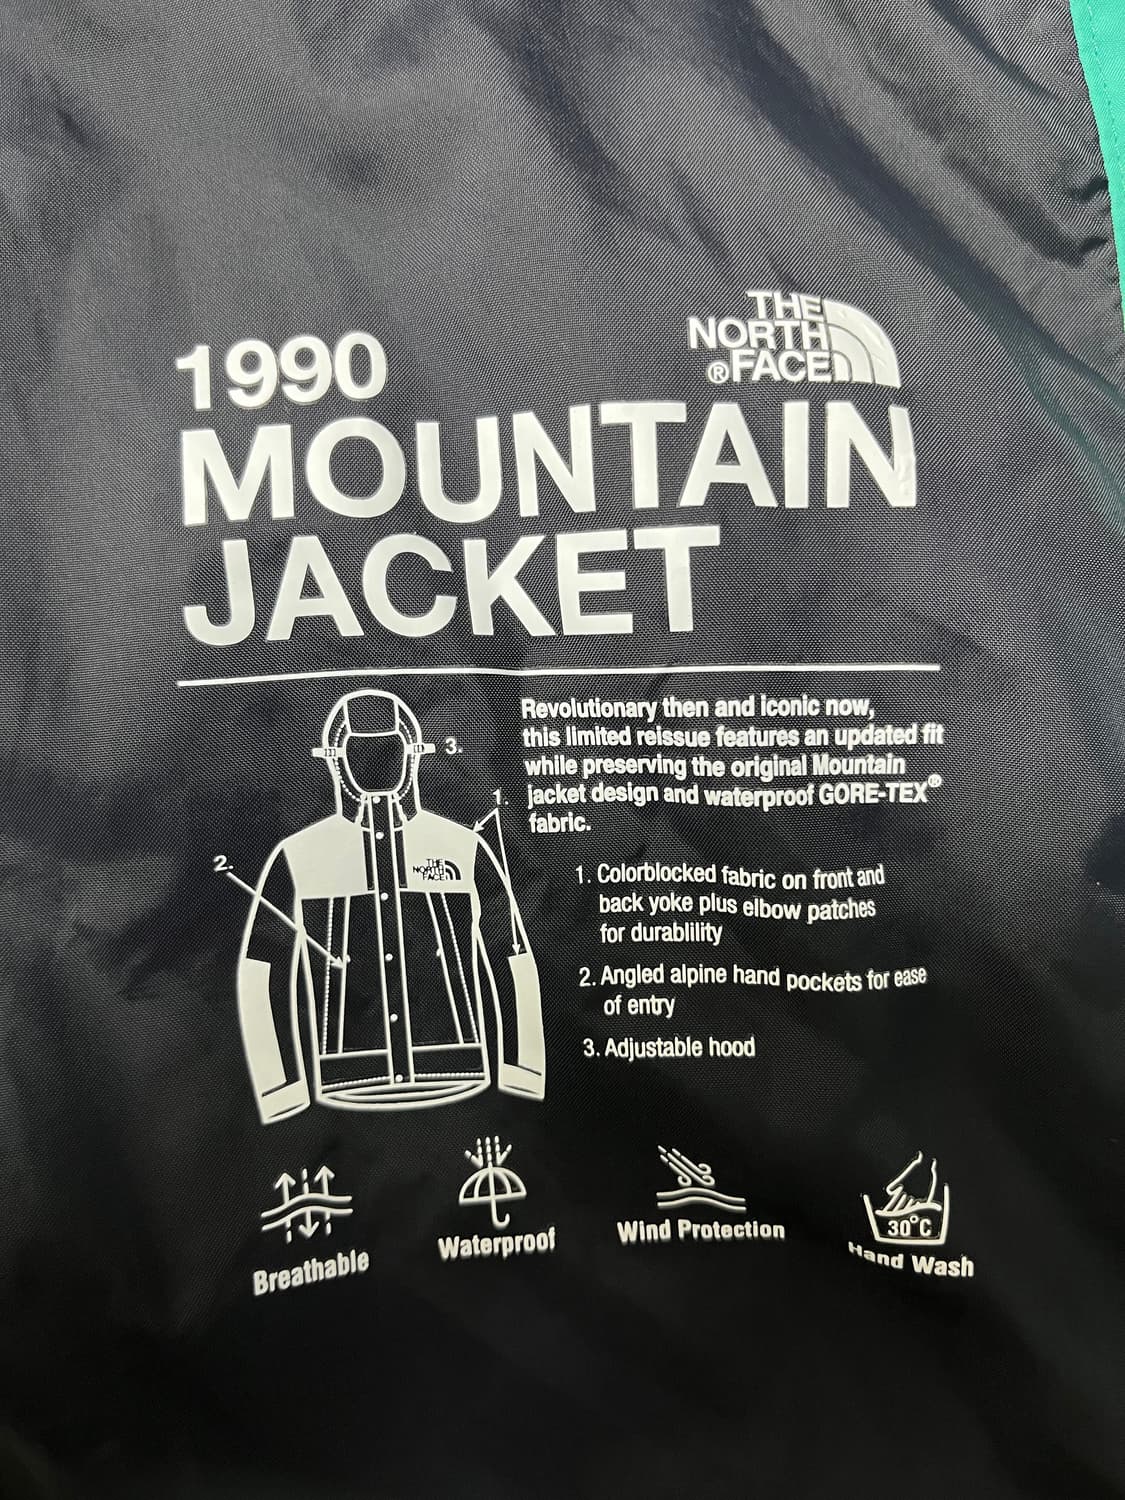 1990
THE
NORTH
®FACE
MOUNTAIN
JACKET
Revolutionary then and iconic now,
this limited reissue features an updated fit
while preserving the original Mountain
jacket design and waterproof GORE-TEX®
fabric.
3.
1.
2.
THE
NORTH
FACE
1. Colorblocked fabric on front and
back yoke plus elbow patches
for durablility
2. Angled alpine hand pockets for ease
of entry
3. Adjustable hood
Breathable
Waterproof
Wind Protection
30°C
Hand Wash